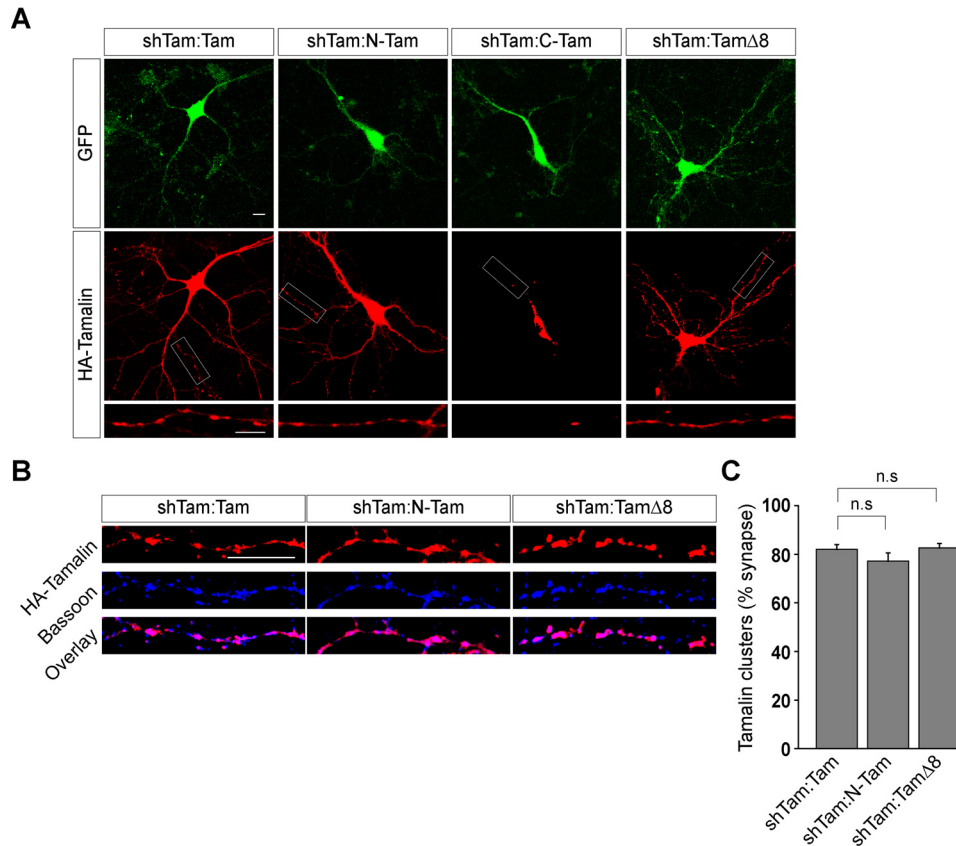 A
shTam:Tam shTam:N-Tam shTam:C-Tam shTam:TamΔ8
GFP
HA-Tamalin
B
shTam:Tam shTam:N-Tam shTam:TamΔ8
HA-Tamalin
Bassoon
Overlay
C
n.s
n.s
Tamalin clusters (% synapse)
100
80
60
40
20
0
shTam:Tam
shTam:N-Tam
shTam:TamΔ8